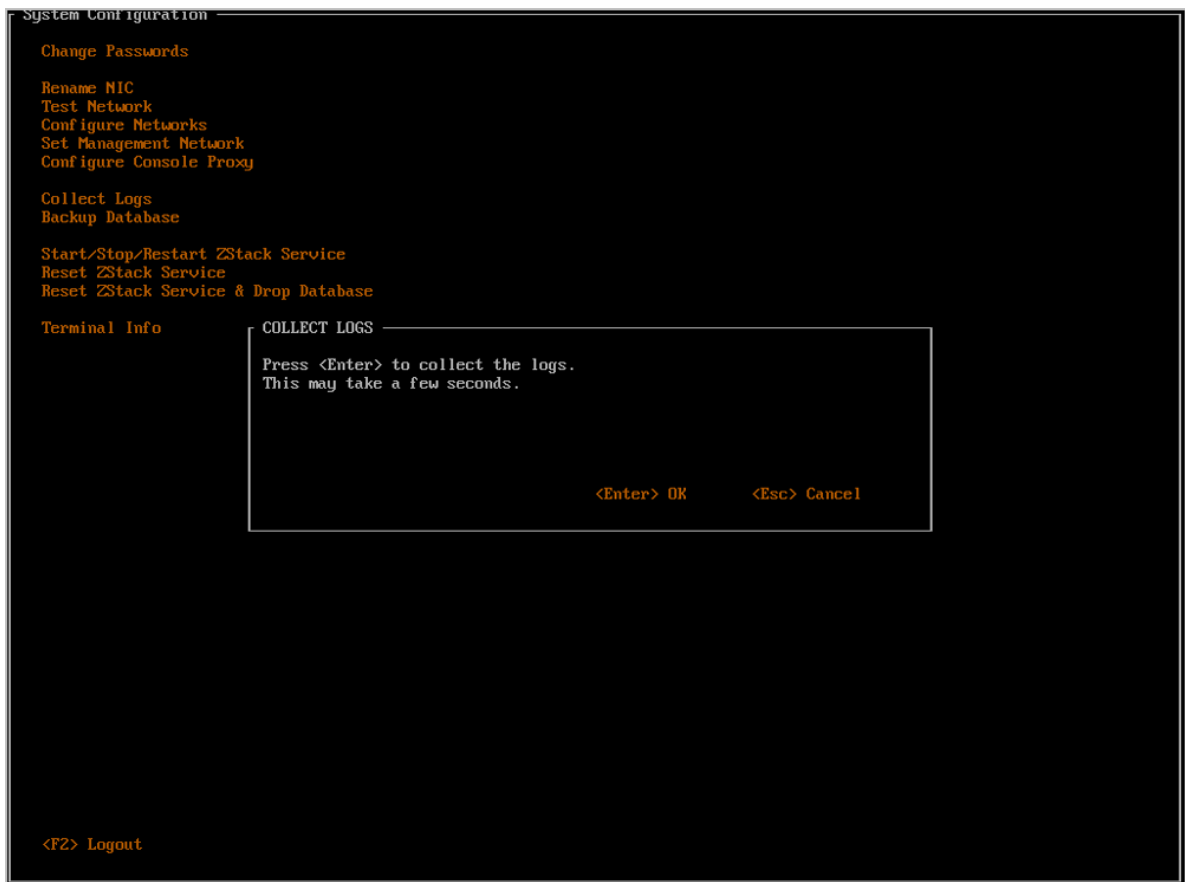 System Configuration
Change Passwords
Rename NIC
Test Network
Configure Networks
Set Management Network
Configure Console Proxy
Collect Logs
Backup Database
Start/Stop/Restart ZStack Service
Reset ZStack Service
Reset ZStack Service & Drop Database
Terminal Info
COLLECT LOGS
Press <Enter> to collect the logs.
This may take a few seconds.
<Enter> OK <Esc> Cancel
<F2> Logout